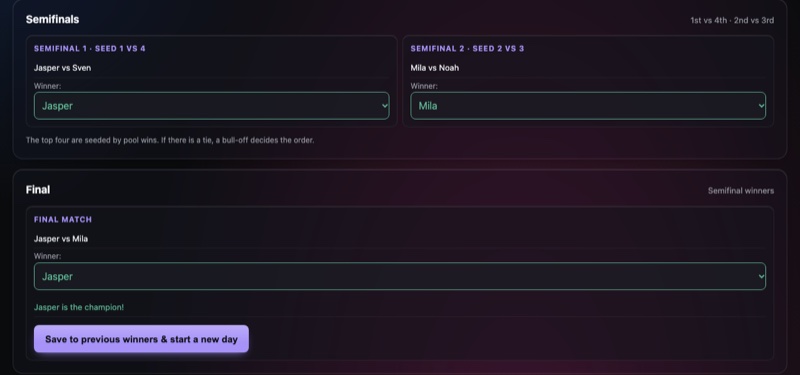 Semifinals
1st vs 4th · 2nd vs 3rd
SEMIFINAL 1 · SEED 1 VS 4
Jasper vs Sven
Winner:
Jasper
SEMIFINAL 2 · SEED 2 VS 3
Mila vs Noah
Winner:
Mila
The top four are seeded by pool wins. If there is a tie, a bull-off decides the order.
Final
Semifinal winners
FINAL MATCH
Jasper vs Mila
Winner:
Jasper
Jasper is the champion!
Save to previous winners & start a new day